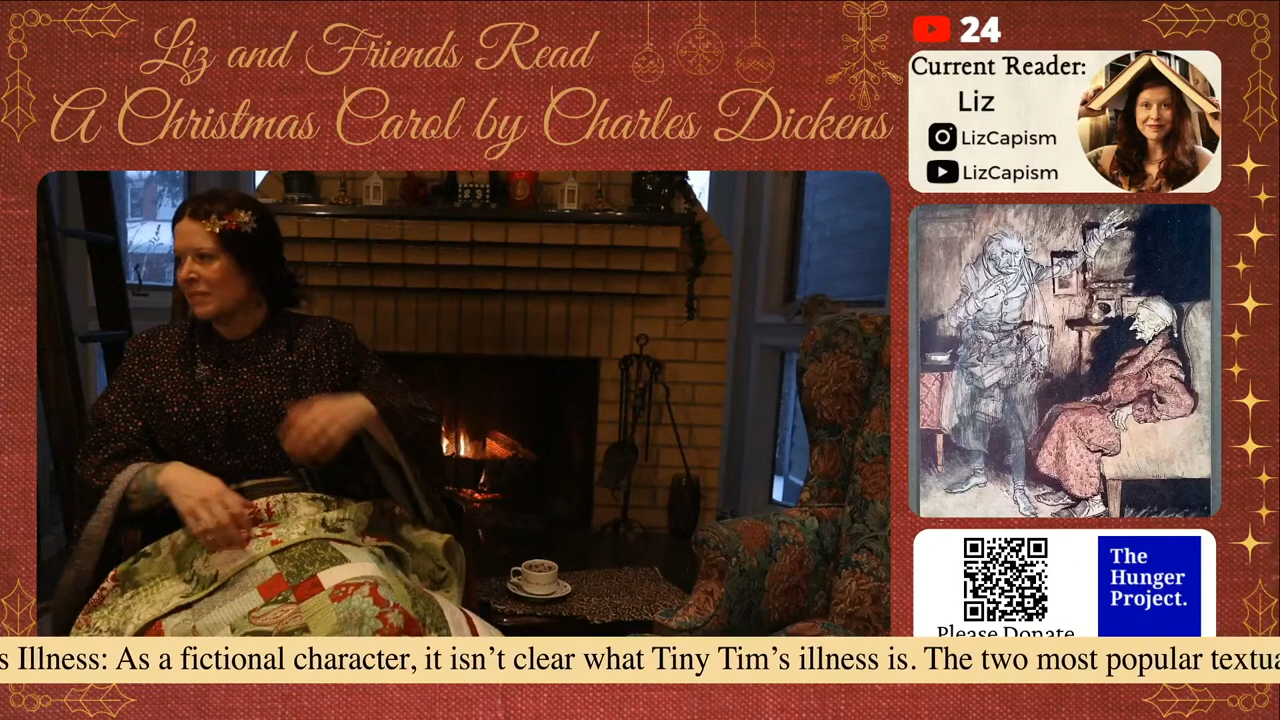 Liz and Friends Read
A Christmas Carol by Charles Dickens
24
Current Reader:
Liz
LizCapism
LizCapism
The
Hunger
Project.
Please Donate
s Illness: As a fictional character, it isn’t clear what Tiny Tim’s illness is. The two most popular textua